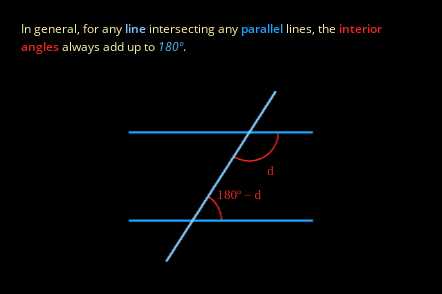 In general, for any line intersecting any parallel lines, the interior
angles always add up to 180°.
d
180° – d